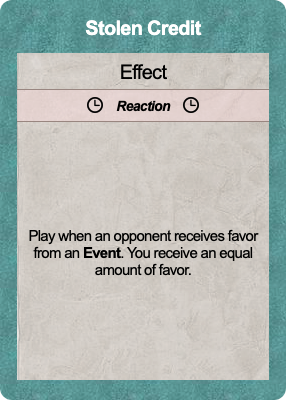 Stolen Credit
Effect
Reaction
Play when an opponent receives favor
from an Event. You receive an equal
amount of favor.